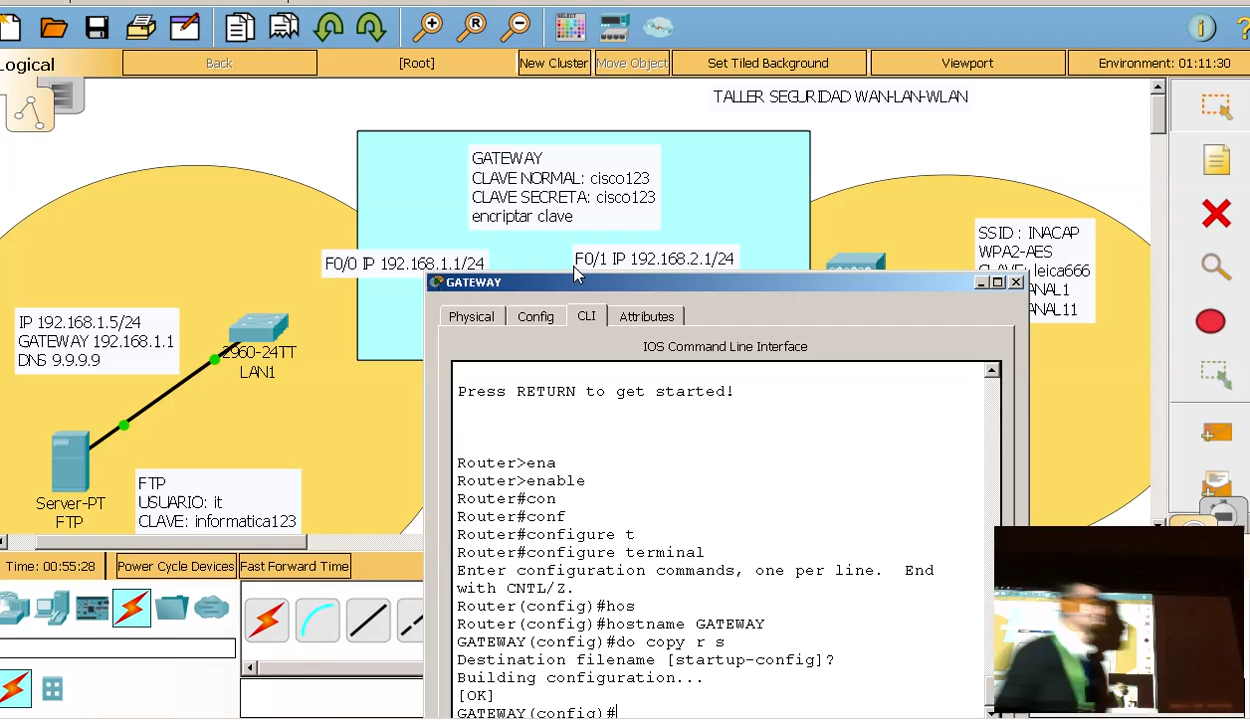 Logical
Back
[Root]
New Cluster
Move Object
Set Tiled Background
Viewport
Environment: 01:11:30
TALLER SEGURIDAD WAN-LAN-WLAN
GATEWAY
CLAVE NORMAL: cisco123
CLAVE SECRETA: cisco123
encriptar clave
F0/0 IP 192.168.1.1/24
F0/1 IP 192.168.2.1/24
SSID : INACAP
WPA2-AES
CLAVE: leica666
ANAL1
ANAL11
IP 192.168.1.5/24
GATEWAY 192.168.1.1
DNS 9.9.9.9
2960-24TT
LAN1
Server-PT
FTP
FTP
USUARIO: it
CLAVE: informatica123
GATEWAY
Physical
Config
CLI
Attributes
IOS Command Line Interface
Press RETURN to get started!
Router>ena
Router>enable
Router#con
Router#conf
Router#configure t
Router#configure terminal
Enter configuration commands, one per line. End
with CNTL/Z.
Router(config)#hos
Router(config)#hostname GATEWAY
GATEWAY(config)#do copy r s
Destination filename [startup-config]?
Building configuration...
[OK]
GATEWAY(config)#
Time: 00:55:28
Power Cycle Devices
Fast Forward Time